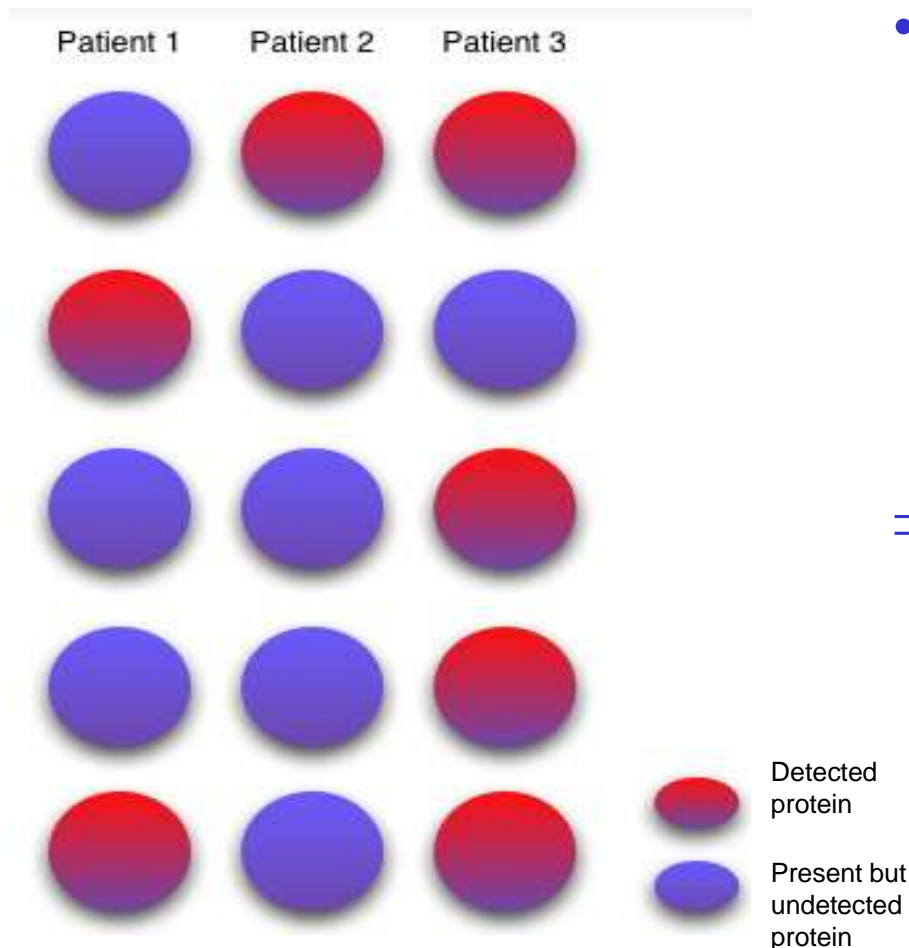 Patient 1 Patient 2 Patient 3
Detected
protein
Present but
undetected
protein